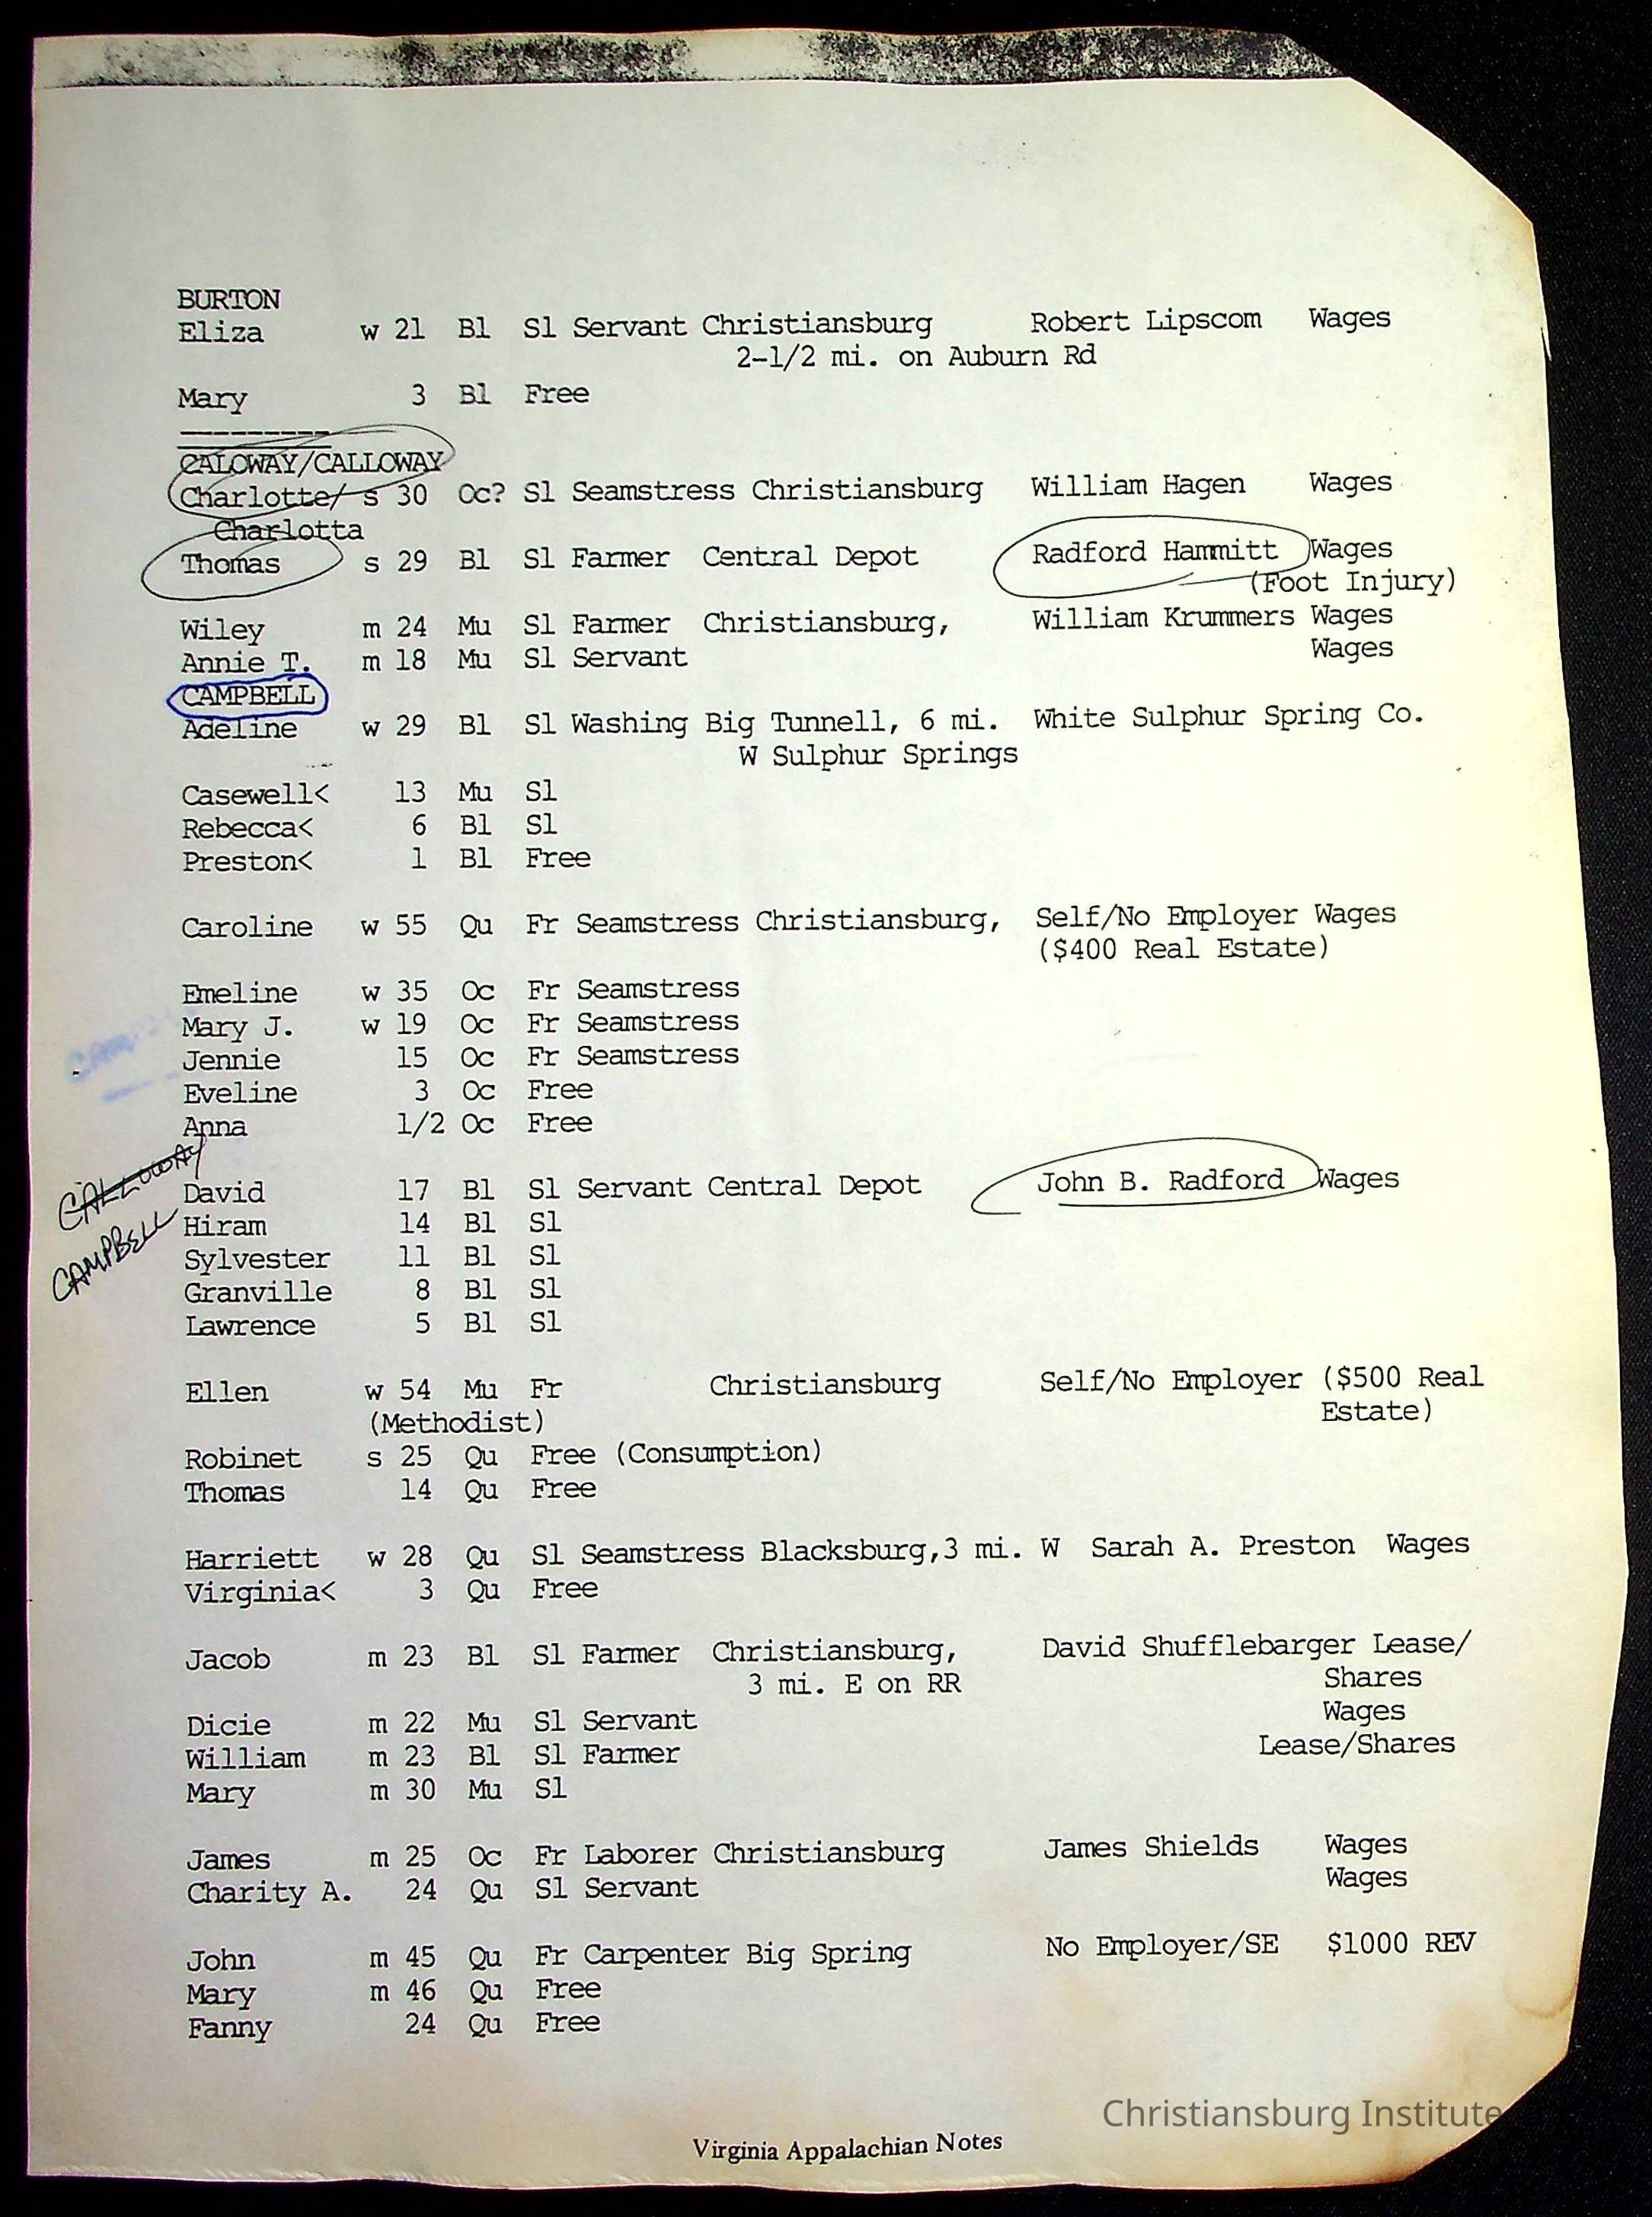 BURTON
Eliza w 21 Bl Sl Servant Christiansburg Robert Lipscom Wages
2-1/2 mi. on Auburn Rd
Mary 3 Bl Free
CALOWAY/CALLOWAY
Charlotte/ s 30 Oc? Sl Seamstress Christiansburg William Hagen Wages
Charlotta
Thomas s 29 Bl Sl Farmer Central Depot Radford Hammitt Wages
(Foot Injury)
Wiley m 24 Mu Sl Farmer Christiansburg, William Krummers Wages
Annie T. m 18 Mu Sl Servant Wages
CAMPBELL
Adeline w 29 Bl Sl Washing Big Tunnell, 6 mi. White Sulphur Spring Co.
W Sulphur Springs
Casewell< 13 Mu Sl
Rebecca< 6 Bl Sl
Preston< 1 Bl Free
Caroline w 55 Qu Fr Seamstress Christiansburg, Self/No Employer Wages
($400 Real Estate)
Emeline w 35 Oc Fr Seamstress
Mary J. w 19 Oc Fr Seamstress
Jennie 15 Oc Fr Seamstress
Eveline 3 Oc Free
Anna 1/2 Oc Free
CALLOWAY
CAMPBELL
David 17 Bl Sl Servant Central Depot John B. Radford Wages
Hiram 14 Bl Sl
Sylvester 11 Bl Sl
Granville 8 Bl Sl
Lawrence 5 Bl Sl
Ellen w 54 Mu Fr Christiansburg Self/No Employer ($500 Real
(Methodist) Estate)
Robinet s 25 Qu Free (Consumption)
Thomas 14 Qu Free
Harriett w 28 Qu Sl Seamstress Blacksburg,3 mi. W Sarah A. Preston Wages
Virginia< 3 Qu Free
Jacob m 23 Bl Sl Farmer Christiansburg, David Shufflebarger Lease/
3 mi. E on RR Shares
Dicie m 22 Mu Sl Servant Wages
William m 23 Bl Sl Farmer Lease/Shares
Mary m 30 Mu Sl
James m 25 Oc Fr Laborer Christiansburg James Shields Wages
Charity A. 24 Qu Sl Servant Wages
John m 45 Qu Fr Carpenter Big Spring No Employer/SE $1000 REV
Mary m 46 Qu Free
Fanny 24 Qu Free
Christiansburg Institute
Virginia Appalachian Notes